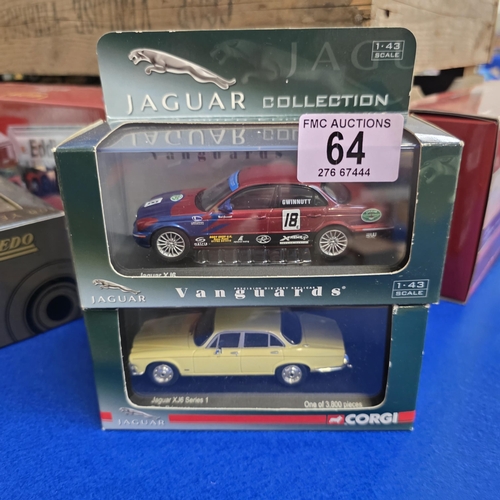 1:43
SCALE
JAGUAR COLLECTION
FMC AUCTIONS
64
276 67444
GWINNUTT
18
Jaguar XJ6
JAGUAR
Vanguards
1:43
SCALE
Jaguar XJ6 Series 1
One of 3,800 pieces
JAGUAR
CORGI